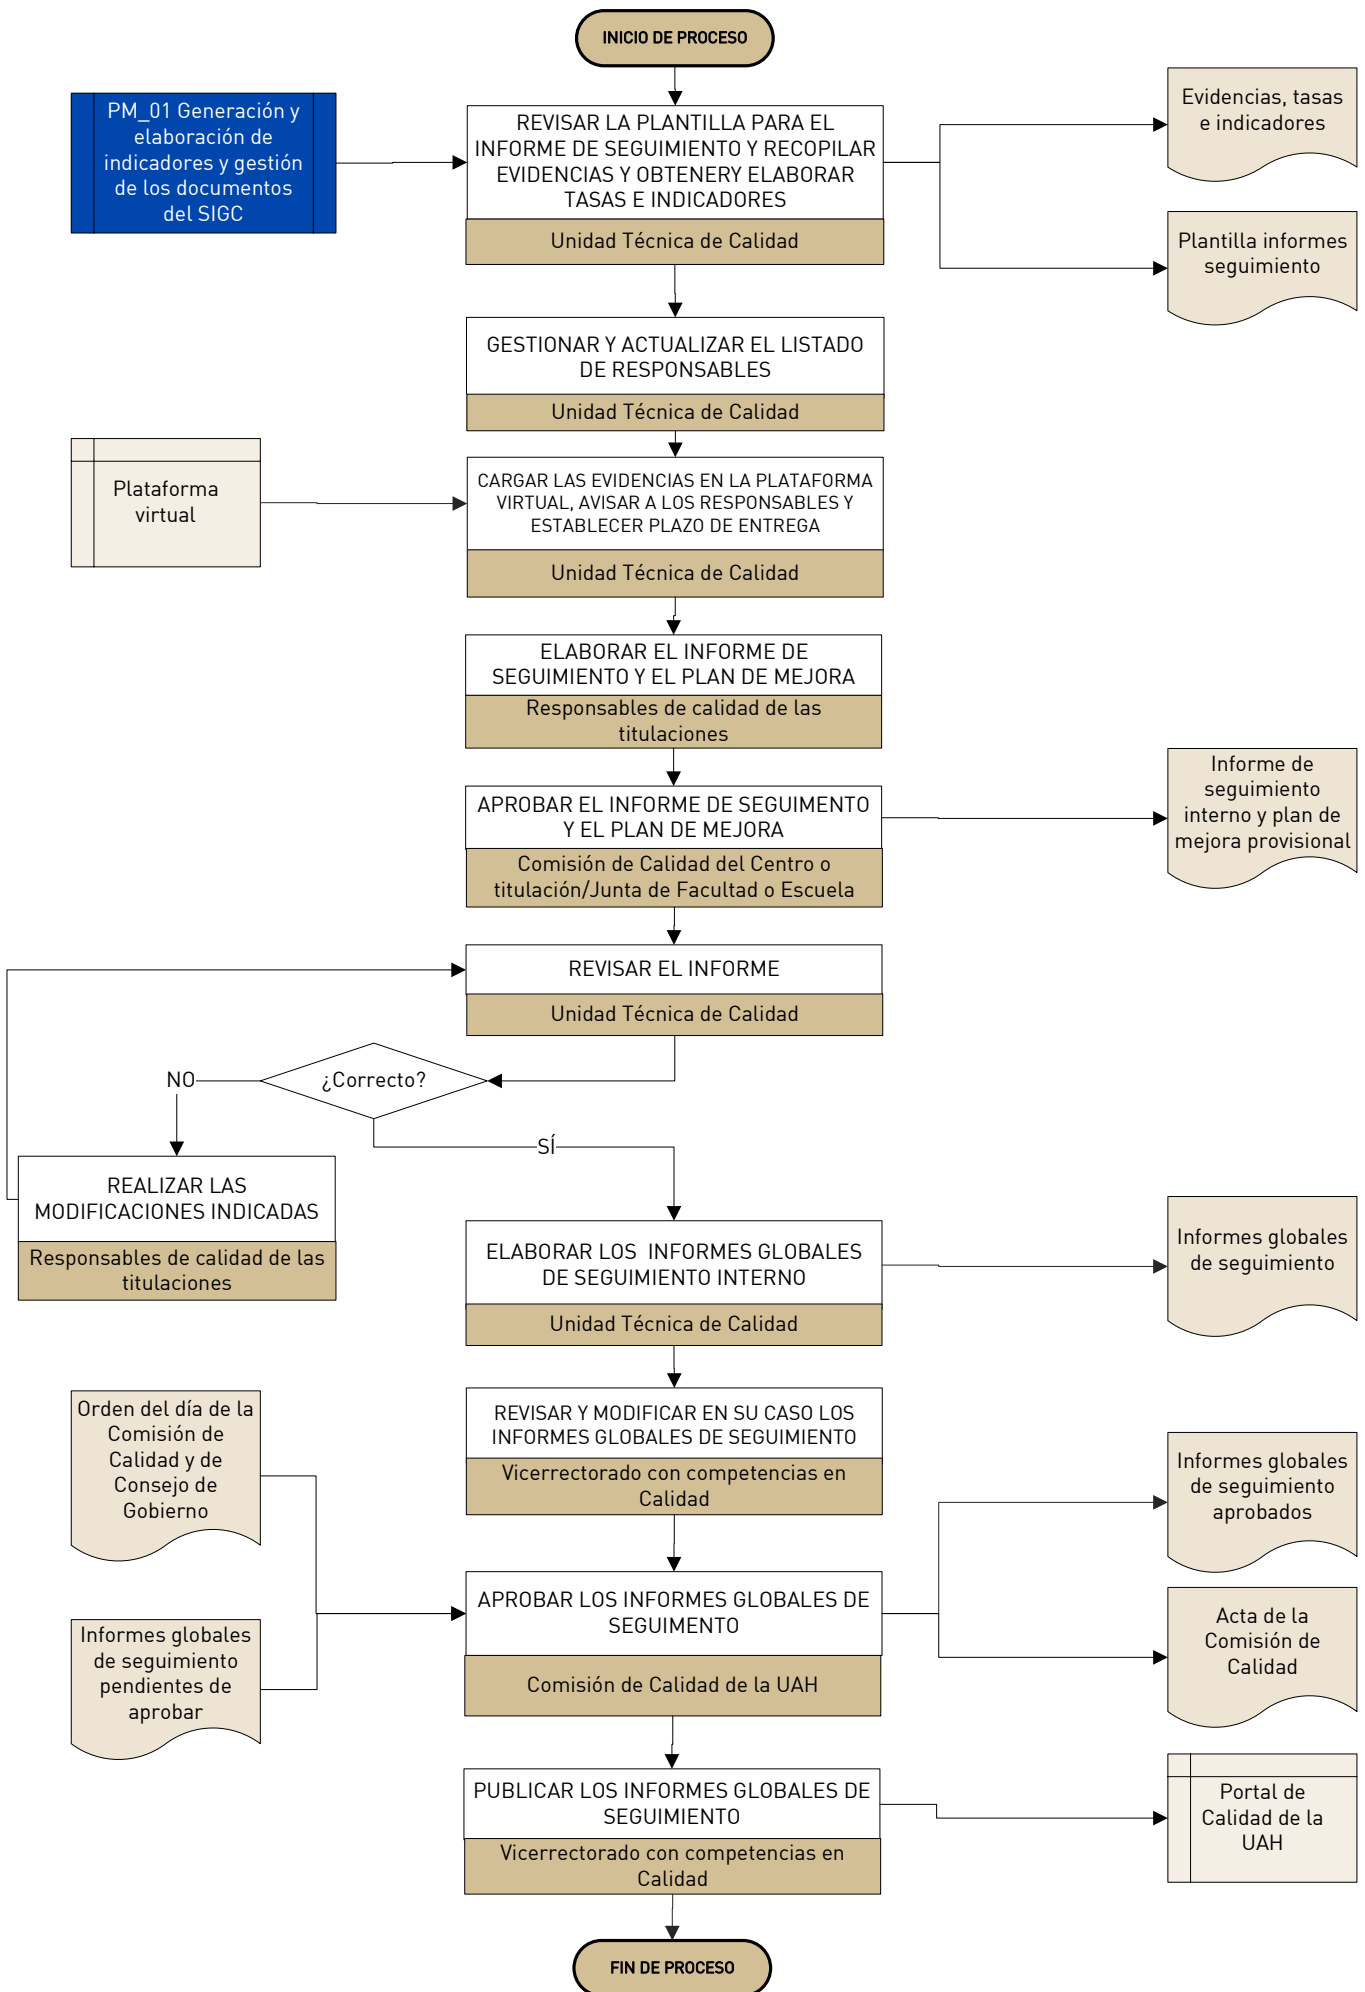 INICIO DE PROCESO
PM_01 Generación y
elaboración de
indicadores y gestión
de los documentos
del SIGC
REVISAR LA PLANTILLA PARA EL
INFORME DE SEGUIMIENTO Y RECOPILAR
EVIDENCIAS Y OBTENERY ELABORAR
TASAS E INDICADORES
Unidad Técnica de Calidad
Evidencias, tasas
e indicadores
Plantilla informes
seguimiento
GESTIONAR Y ACTUALIZAR EL LISTADO
DE RESPONSABLES
Unidad Técnica de Calidad
Plataforma
virtual
CARGAR LAS EVIDENCIAS EN LA PLATAFORMA
VIRTUAL, AVISAR A LOS RESPONSABLES Y
ESTABLECER PLAZO DE ENTREGA
Unidad Técnica de Calidad
ELABORAR EL INFORME DE
SEGUIMIENTO Y EL PLAN DE MEJORA
Responsables de calidad de las
titulaciones
APROBAR EL INFORME DE SEGUIMENTO
Y EL PLAN DE MEJORA
Comisión de Calidad del Centro o
titulación/Junta de Facultad o Escuela
Informe de
seguimiento
interno y plan de
mejora provisional
REVISAR EL INFORME
Unidad Técnica de Calidad
¿Correcto?
NO
SÍ
REALIZAR LAS
MODIFICACIONES INDICADAS
Responsables de calidad de las
titulaciones
ELABORAR LOS  INFORMES GLOBALES
DE SEGUIMIENTO INTERNO
Unidad Técnica de Calidad
Informes globales
de seguimiento
REVISAR Y MODIFICAR EN SU CASO LOS
INFORMES GLOBALES DE SEGUIMIENTO
Vicerrectorado con competencias en
Calidad
Orden del día de la
Comisión de
Calidad y de
Consejo de
Gobierno
Informes globales
de seguimiento
pendientes de
aprobar
APROBAR LOS INFORMES GLOBALES DE
SEGUIMENTO
Comisión de Calidad de la UAH
Informes globales
de seguimiento
aprobados
Acta de la
Comisión de
Calidad
PUBLICAR LOS INFORMES GLOBALES DE
SEGUIMIENTO
Vicerrectorado con competencias en
Calidad
Portal de
Calidad de la
UAH
FIN DE PROCESO